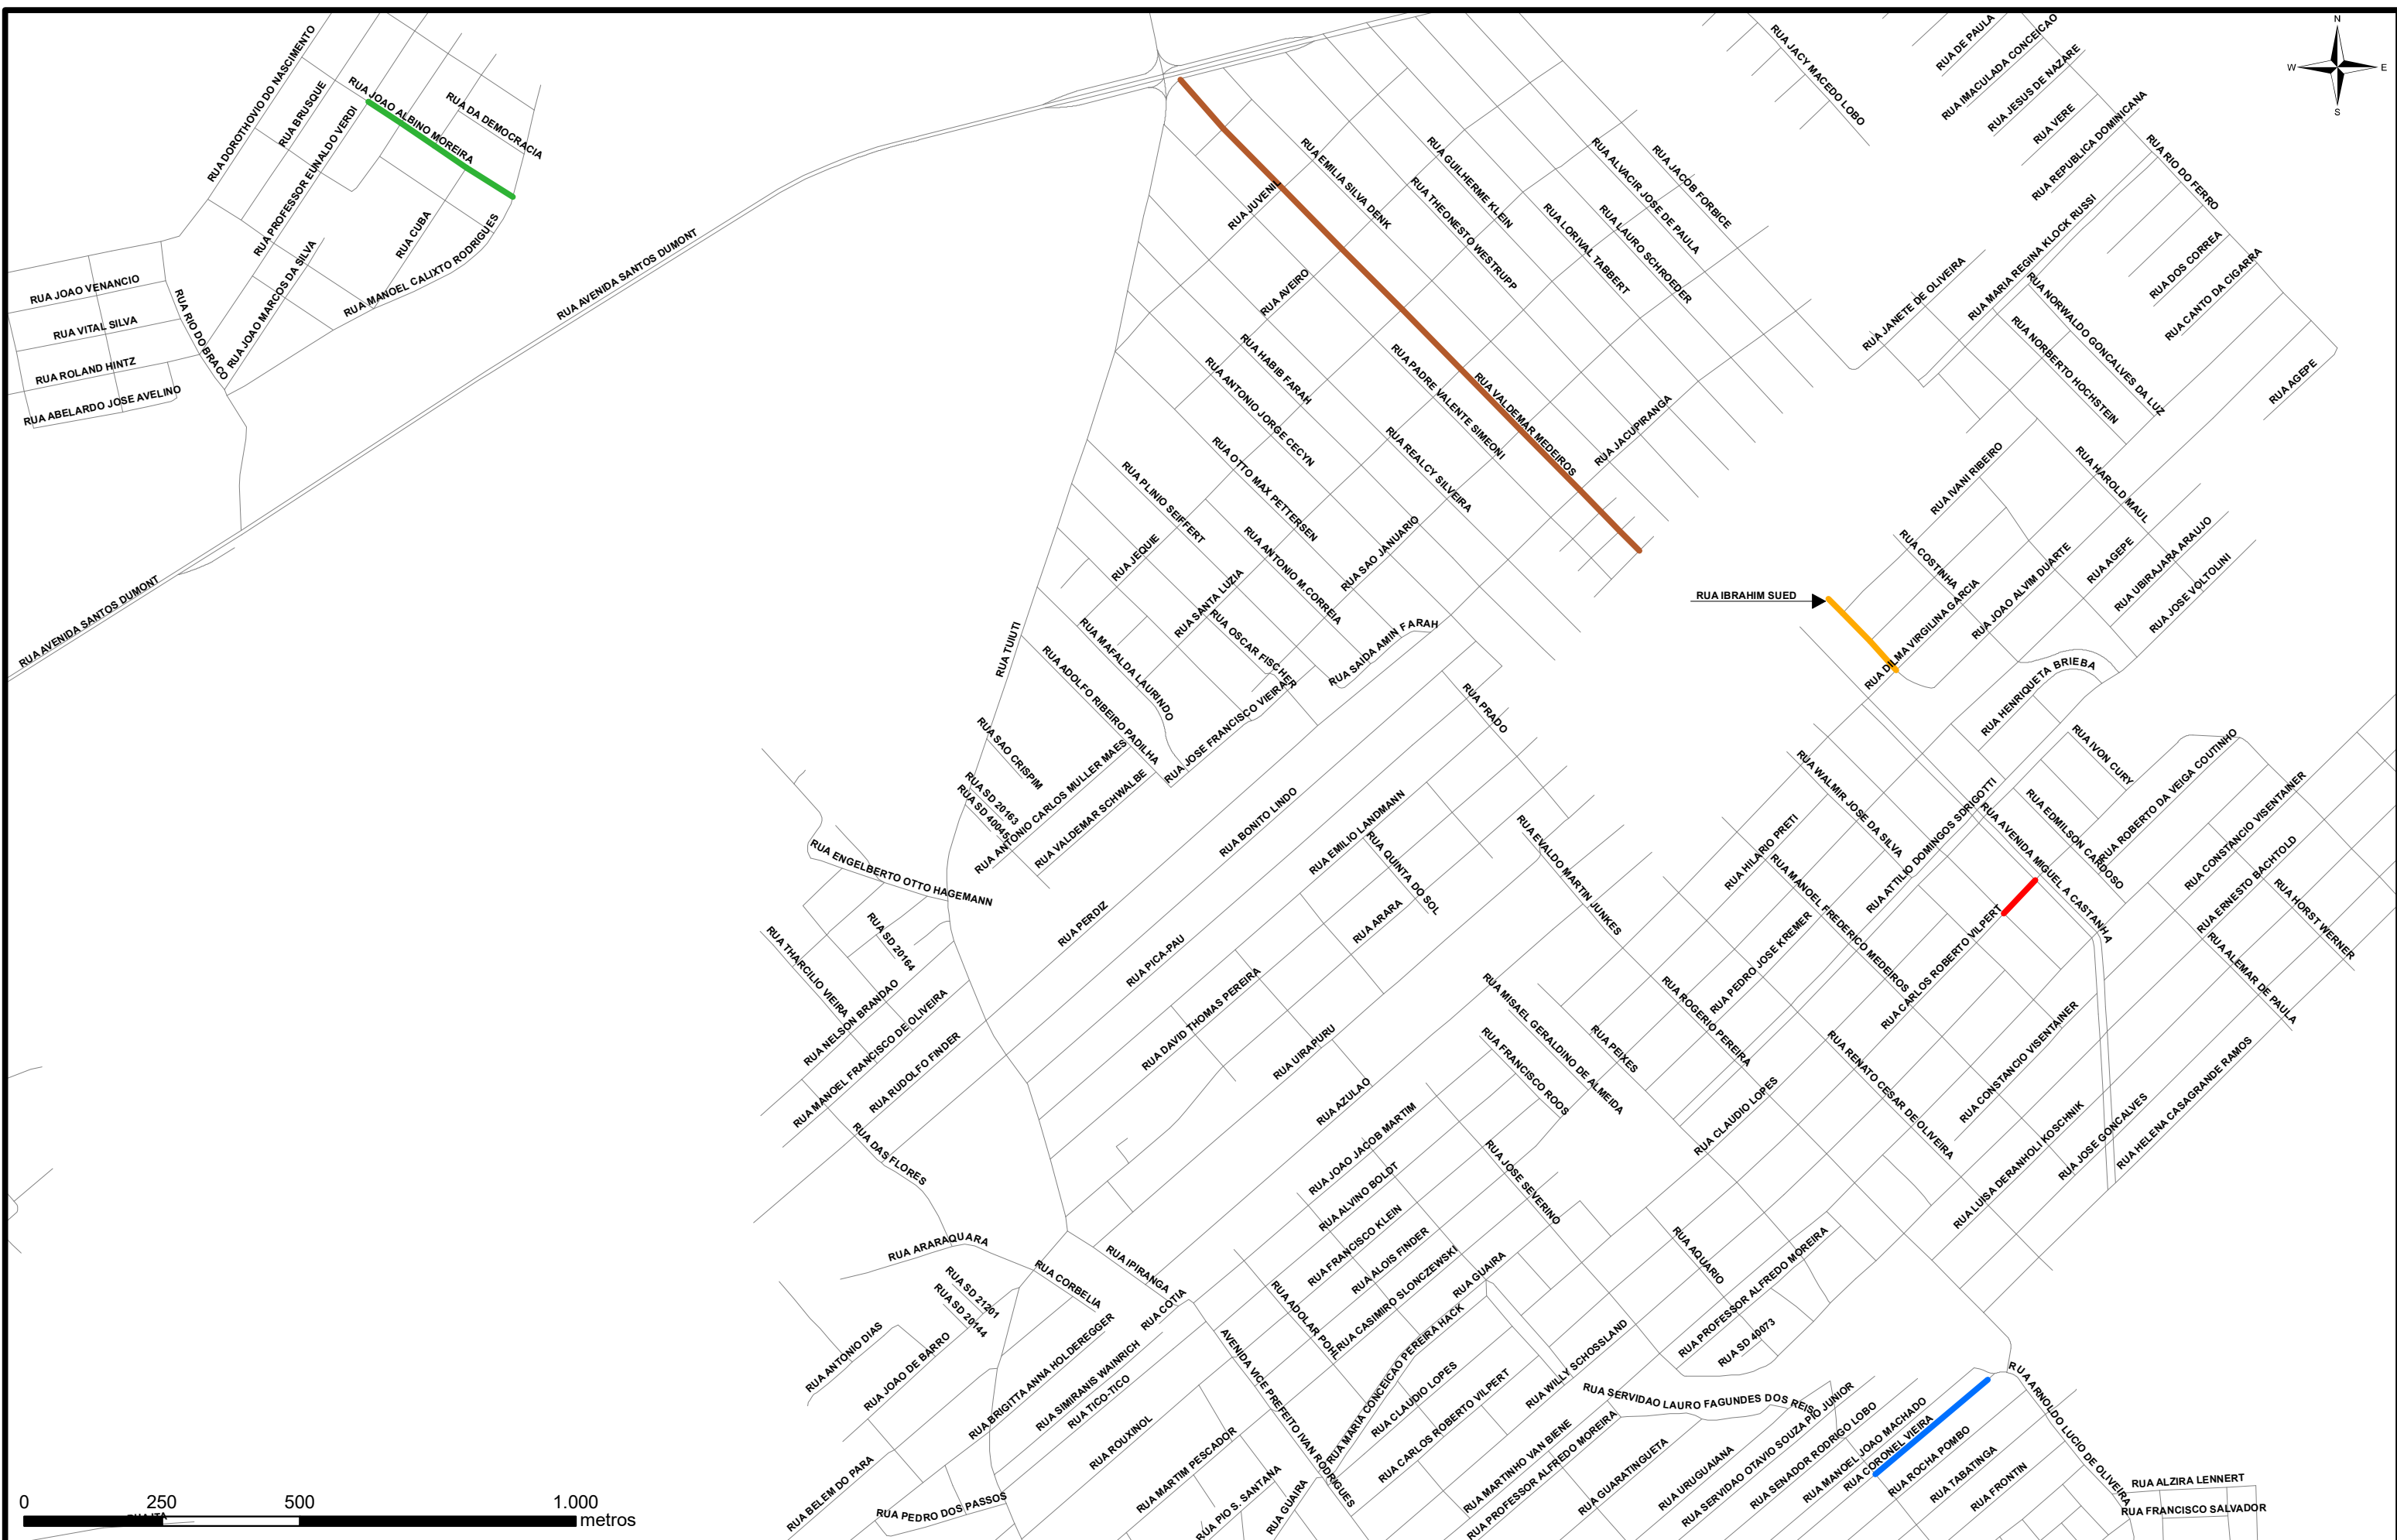 N
W E
S
RUA DOROTHOVIO DO NASCIMENTO
RUA BRUSQUE
RUA JOAO ALBINO MOREIRA
RUA DA DEMOCRACIA
RUA PROFESSOR EUNALDO VERDI
RUA CUBA
RUA JOAO MARCOS DA SILVA
RUA MANOEL CALIXTO RODRIGUES
RUA JOAO VENANCIO
RUA VITAL SILVA
RUA ROLAND HINTZ
RUA ABELARDO JOSE AVELINO
RUA RIO DO BRACO
RUA AVENIDA SANTOS DUMONT
RUA AVENIDA SANTOS DUMONT
RUA JACY MACEDO LOBO
RUA DE PAULA
RUA IMACULADA CONCEICAO
RUA JESUS DE NAZARE
RUA VERE
RUA REPUBLICA DOMINICANA
RUA RIO DO FERRO
RUA JUVENIL
RUA EMILIA SILVA DENK
RUA GUILHERME KLEIN
RUA THEONESTO WESTRUPP
RUA ALVACIR JOSE DE PAULA
RUA JACOB FORBICE
RUA LORIVAL TABBERT
RUA LAURO SCHROEDER
RUA AVEIRO
RUA HABIB FARAH
RUA ANTONIO JORGE CECYN
RUA PADRE VALENTE SIMEONI
RUA VALDEMAR MEDEIROS
RUA JACUPIRANGA
RUA REALCY SILVEIRA
RUA OTTO MAX PETTERSEN
RUA PLINIO SEIFFERT
RUA JEQUIE
RUA ANTONIO M.CORREIA
RUA SAO JANUARIO
RUA SANTA LUZIA
RUA OSCAR FISCHER
RUA SAIDA AMIN FARAH
RUA MAFALDA LAURINDO
RUA ADOLFO RIBEIRO PADILHA
RUA JOSE FRANCISCO VIEIRA
RUA TUIUTI
RUA SAO CRISPIM
RUA SD 20163
RUA SD 40045
RUA ANTONIO CARLOS MULLER MAES
RUA VALDEMAR SCHWALBE
RUA JANETE DE OLIVEIRA
RUA MARIA REGINA KLOCK RUSSI
RUA NORWALDO GONCALVES DA LUZ
RUA NORBERTO HOCHSTEIN
RUA DOS CORREA
RUA CANTO DA CIGARRA
RUA AGEPE
RUA IVANI RIBEIRO
RUA HAROLD MAUL
RUA COSTINHA
RUA IBRAHIM SUED
RUA DILMA VIRGILINA GARCIA
RUA JOAO ALVIM DUARTE
RUA AGEPE
RUA UBIRAJARA ARAUJO
RUA JOSE VOLTOLINI
RUA HENRIQUETA BRIEBA
RUA IVON CURY
RUA ROBERTO DA VEIGA COUTINHO
RUA EDMILSON CARDOSO
RUA CONSTANCIO VISENTAINER
RUA ERNESTO BACHTOLD
RUA HORST WERNER
RUA ALEMAR DE PAULA
RUA AVENIDA MIGUEL A CASTANHA
RUA ATTILIO DOMINGOS SDRIGOTTI
RUA WALMIR JOSE DA SILVA
RUA HILARIO PRETI
RUA MANOEL FREDERICO MEDEIROS
RUA PEDRO JOSE KREMER
RUA CARLOS ROBERTO VILPERT
RUA PRADO
RUA EVALDO MARTIN JUNKES
RUA BONITO LINDO
RUA EMILIO LANDMANN
RUA QUINTA DO SOL
RUA ARARA
RUA PERDIZ
RUA PICA-PAU
RUA DAVID THOMAS PEREIRA
RUA UIRAPURU
RUA AZULAO
RUA ENGELBERTO OTTO HAGEMANN
RUA SD 20164
RUA THARCILIO VIEIRA
RUA NELSON BRANDAO
RUA MANOEL FRANCISCO DE OLIVEIRA
RUA RUDOLFO FINDER
RUA DAS FLORES
RUA ARARAQUARA
RUA CORBELIA
RUA SD 21201
RUA SD 20144
RUA IPIRANGA
RUA COTIA
RUA ANTONIO DIAS
RUA JOAO DE BARRO
RUA BRIGITTA ANNA HOLDEREGGER
RUA SIMIRANIS WAINRICH
RUA TICO-TICO
RUA ROUXINOL
RUA BELEM DO PARA
RUA PEDRO DOS PASSOS
RUA MARTIM PESCADOR
RUA PIO S. SANTANA
RUA GUAIRA
AVENIDA VICE PREFEITO IVAN RODRIGUES
RUA MISAEL GERALDINO DE ALMEIDA
RUA FRANCISCO ROOS
RUA PEIXES
RUA ROGERIO PEREIRA
RUA RENATO CESAR DE OLIVEIRA
RUA CLAUDIO LOPES
RUA CONSTANCIO VISENTAINER
RUA LUISA DERANHOLI KOSCHNIK
RUA JOSE GONCALVES
RUA HELENA CASAGRANDE RAMOS
RUA JOAO JACOB MARTIM
RUA ALVINO BOLDT
RUA FRANCISCO KLEIN
RUA ALOIS FINDER
RUA CASIMIRO SLONCZEWSKI
RUA GUAIRA
RUA ADOLAR POHL
RUA MARIA CONCEICAO PEREIRA HACK
RUA JOSE SEVERINO
RUA AQUARIO
RUA PROFESSOR ALFREDO MOREIRA
RUA SD 40073
RUA CLAUDIO LOPES
RUA CARLOS ROBERTO VILPERT
RUA WILLY SCHOSSLAND
RUA SERVIDAO LAURO FAGUNDES DOS REIS
RUA MARTINHO VAN BIENE
RUA PROFESSOR ALFREDO MOREIRA
RUA GUARATINGUETA
RUA URUGUAIANA
RUA SERVIDAO OTAVIO SOUZA PIO JUNIOR
RUA SENADOR RODRIGO LOBO
RUA MANOEL JOAO MACHADO
RUA CORONEL VIEIRA
RUA ROCHA POMBO
RUA TABATINGA
RUA FRONTIN
RUA ARNOLDO LUCIO DE OLIVEIRA
RUA ALZIRA LENNERT
RUA FRANCISCO SALVADOR
0 250 500 1.000
metros